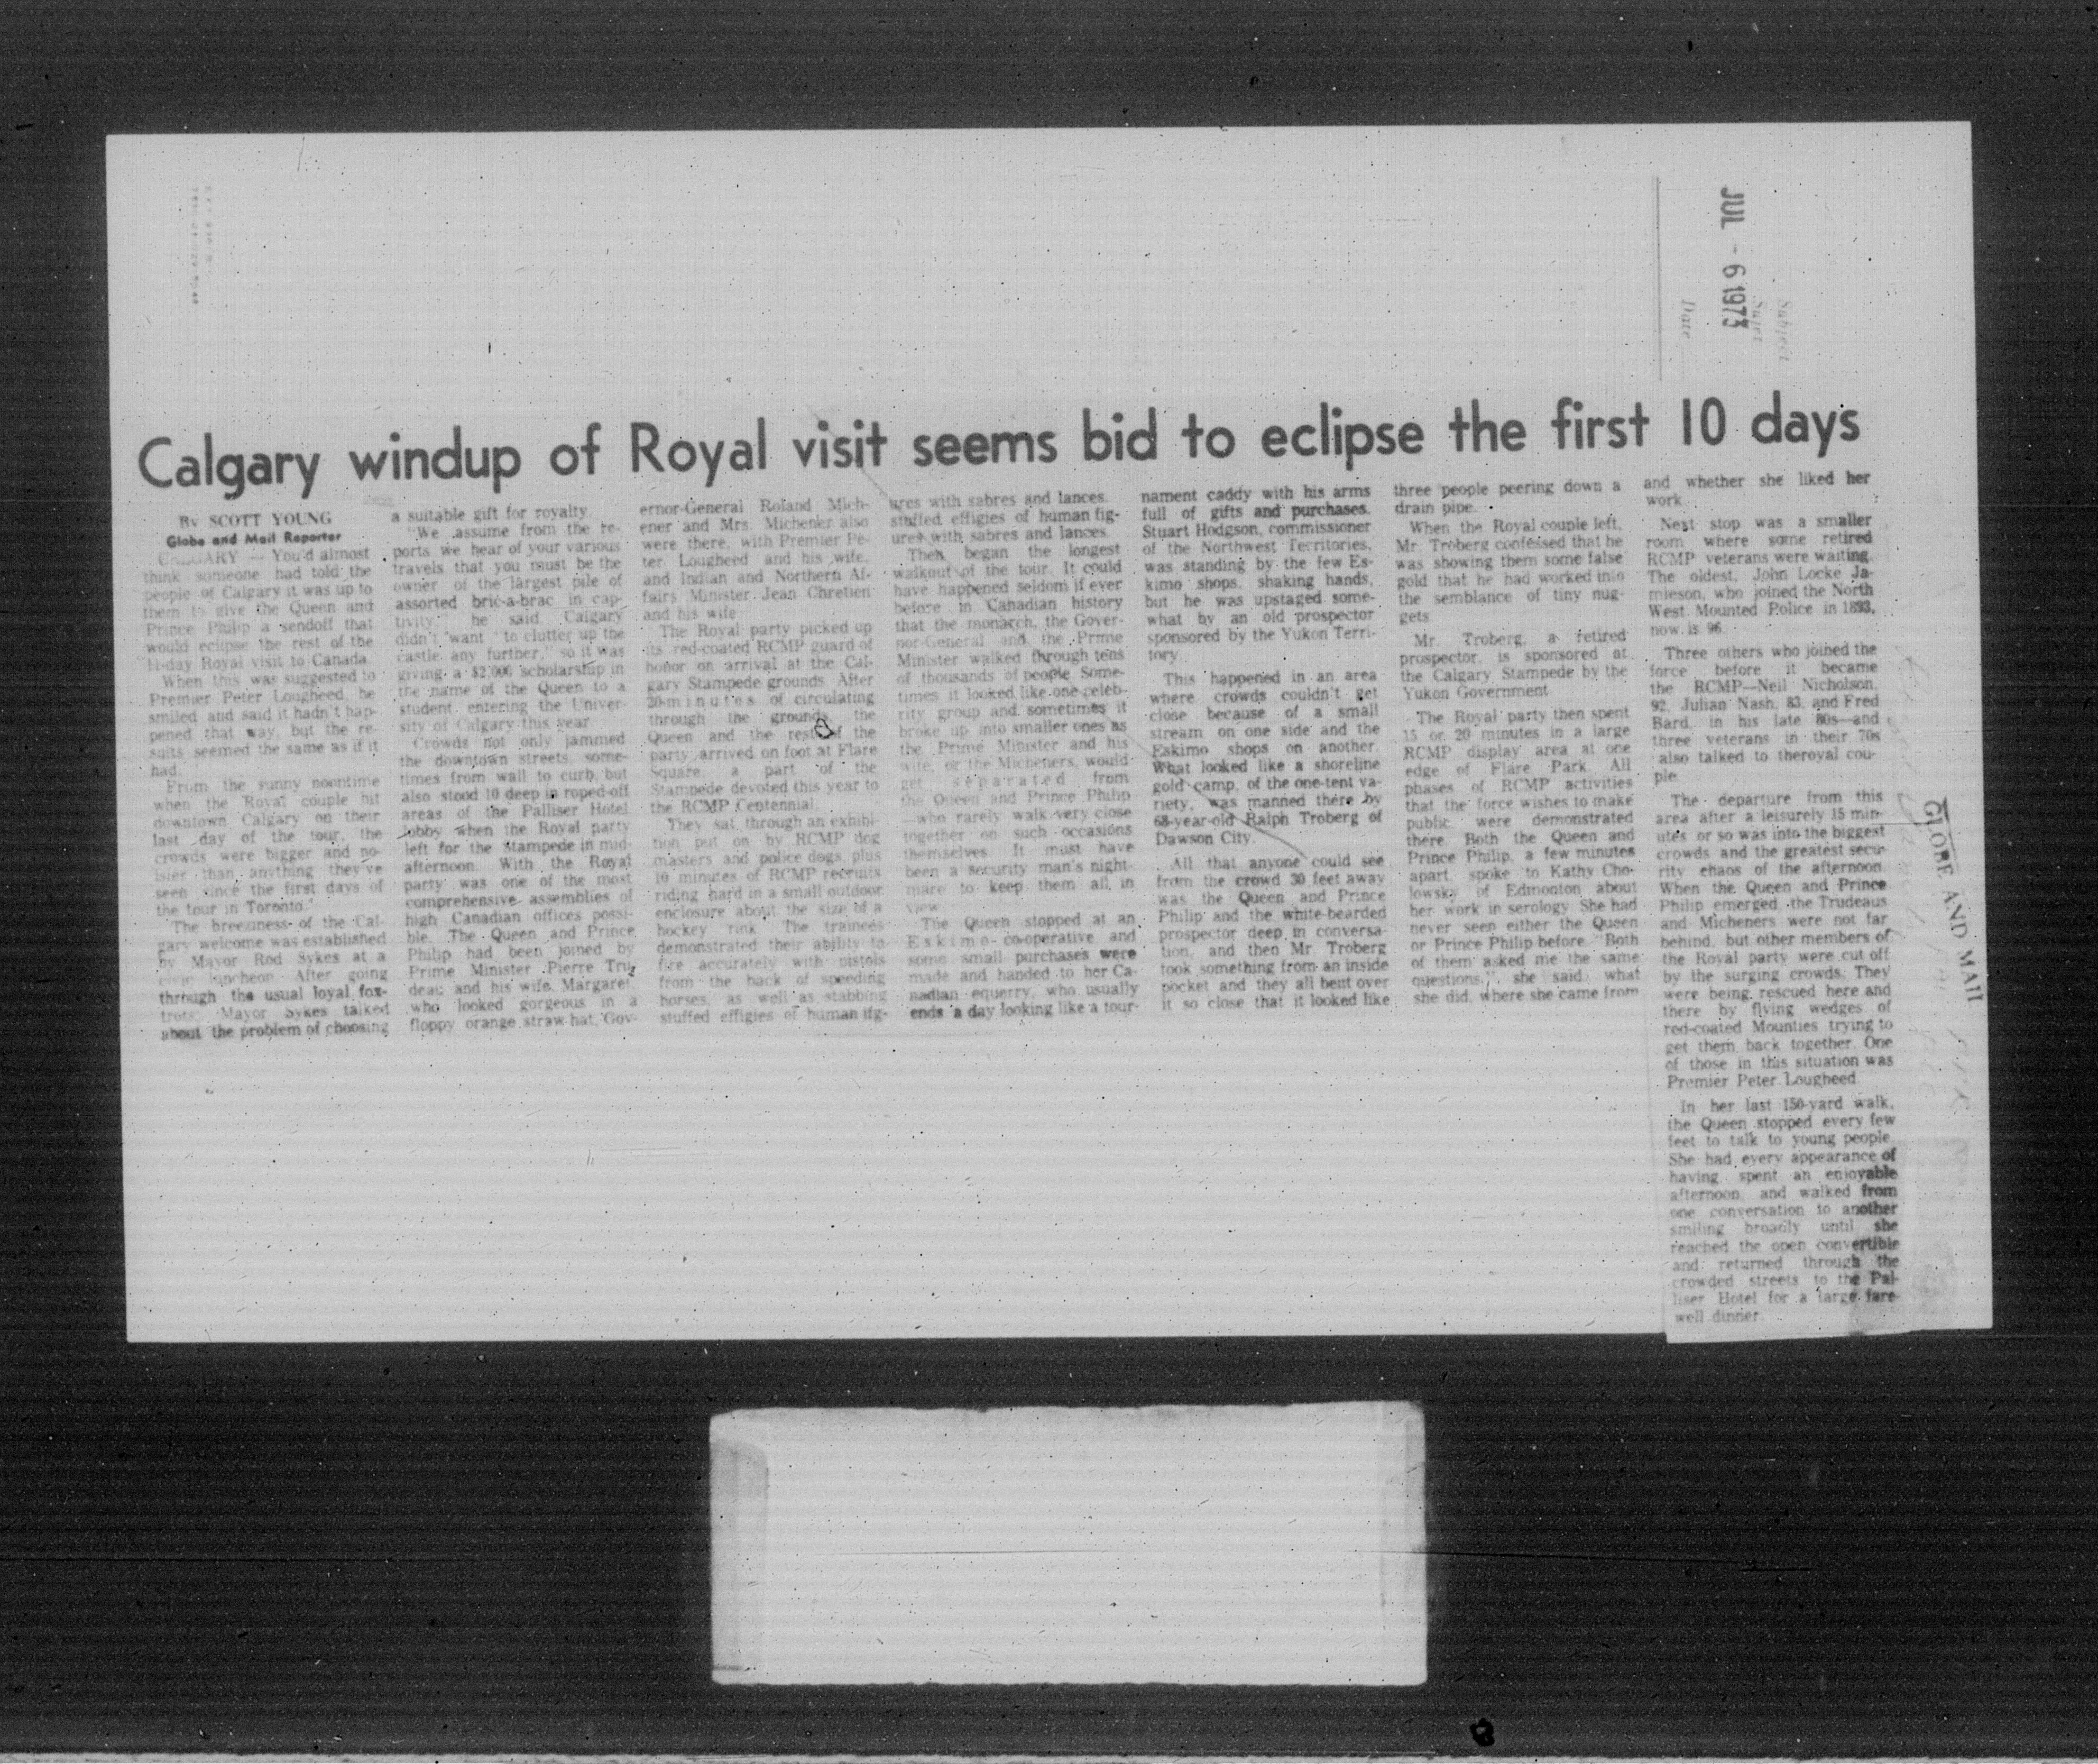 JUL - 6 1973
Subject
Sujet
Date
GLOBE AND MAIL
Calgary windup of Royal visit seems bid to eclipse the first 10 days
By SCOTT YOUNG
Globe and Mail Reporter
CALGARY — You'd almost
think someone had told the
people of Calgary it was up to
them to give the Queen and
Prince Philip a sendoff that
would eclipse the rest of the
11-day Royal visit to Canada.
When this was suggested to
Premier Peter Lougheed, he
smiled and said it hadn't hap-
pened that way, but the re-
sults seemed the same as if it
had.
From the sunny noontime
when the Royal couple hit
downtown Calgary on their
last day of the tour, the
crowds were bigger and no-
isier than anything they've
seen since the first days of
the tour in Toronto.
The breeziness of the Cal-
gary welcome was established
by Mayor Rod Sykes at a
civic luncheon. After going
through the usual loyal fox-
trots, Mayor Sykes talked
about the problem of choosing
a suitable gift for royalty.
"We assume from the re-
ports we hear of your various
travels that you must be the
owner of the largest pile of
assorted bric-a-brac in cap-
tivity," he said. Calgary
didn't want "to clutter up the
castle any further," so it was
giving a $2,000 scholarship in
the name of the Queen to a
student entering the Univer-
sity of Calgary this year.
Crowds not only jammed
the downtown streets, some-
times from wall to curb, but
also stood 10 deep in roped-off
areas of the Palliser Hotel
lobby when the Royal party
left for the Stampede in mid-
afternoon. With the Royal
party was one of the most
comprehensive assemblies of
high Canadian offices possi-
ble. The Queen and Prince
Philip had been joined by
Prime Minister Pierre Tru-
deau and his wife, Margaret,
who looked gorgeous in a
floppy orange straw hat, Gov-
ernor-General Roland Mich-
ener and Mrs. Michener also
were there, with Premier Pe-
ter Lougheed and his wife,
and Indian and Northern Af-
fairs Minister Jean Chretien
and his wife.
The Royal party picked up
its red-coated RCMP guard of
honor on arrival at the Cal-
gary Stampede grounds. After
20-minutes of circulating
through the grounds, the
Queen and the rest of the
party arrived on foot at Flare
Square, a part of the
Stampede devoted this year to
the RCMP Centennial.
They sat through an exhibi-
tion put on by RCMP dog
masters and police dogs, plus
10 minutes of RCMP recruits
riding hard in a small outdoor
enclosure about the size of a
hockey rink. The trainees
demonstrated their ability to
fire accurately with pistols
from the back of speeding
horses, as well as stabbing
stuffed effigies of human ifg-
ures with sabres and lances.
stuffed effigies of human fig-
ures with sabres and lances.
Then began the longest
walkout of the tour. It could
have happened seldom if ever
before in Canadian history
that the monarch, the Gover-
nor-General and the Prime
Minister walked through tens
of thousands of people. Some-
times it looked like one celeb-
rity group and sometimes it
broke up into smaller ones as
the Prime Minister and his
wife, or the Micheners, would
get separated from
the Queen and Prince Philip
—who rarely walk very close
together on such occasions
themselves. It must have
been a security man's night-
mare to keep them all in
view.
The Queen stopped at an
Eskimo co-operative and
some small purchases were
made and handed to her Ca-
nadian equerry, who usually
ends a day looking like a tour-
nament caddy with his arms
full of gifts and purchases.
Stuart Hodgson, commissioner
of the Northwest Territories,
was standing by the few Es-
kimo shops, shaking hands,
but he was upstaged some-
what by an old prospector
sponsored by the Yukon Terri-
tory.
This happened in an area
where crowds couldn't get
close because of a small
stream on one side and the
Eskimo shops on another.
What looked like a shoreline
gold camp, of the one-tent va-
riety, was manned there by
68-year-old Ralph Troberg of
Dawson City.
All that anyone could see
from the crowd 30 feet away
was the Queen and Prince
Philip and the white-bearded
prospector deep in conversa-
tion, and then Mr. Troberg
took something from an inside
pocket and they all bent over
it so close that it looked like
three people peering down a
drain pipe.
When the Royal couple left,
Mr. Troberg confessed that he
was showing them some false
gold that he had worked into
the semblance of tiny nug-
gets.
Mr. Troberg, a retired
prospector, is sponsored at
the Calgary Stampede by the
Yukon Government.
The Royal party then spent
15 or 20 minutes in a large
RCMP display area at one
edge of Flare Park. All
phases of RCMP activities
that the force wishes to make
public were demonstrated
there. Both the Queen and
Prince Philip, a few minutes
apart, spoke to Kathy Cho-
lowsky of Edmonton about
her work in serology. She had
never seen either the Queen
or Prince Philip before. "Both
of them asked me the same
questions," she said, what
she did, where she came from
and whether she liked her
work.
Next stop was a smaller
room where some retired
RCMP veterans were waiting.
The oldest, John Locke Ja-
mieson, who joined the North
West Mounted Police in 1893,
now is 96.
Three others who joined the
force before it became
the RCMP—Neil Nicholson,
92, Julian Nash, 83, and Fred
Bard, in his late 80s—and
three veterans in their 70s
also talked to theroyal cou-
ple.
The departure from this
area after a leisurely 15 min-
utes or so was into the biggest
crowds and the greatest secu-
rity chaos of the afternoon.
When the Queen and Prince
Philip emerged, the Trudeaus
and Micheners were not far
behind, but other members of
the Royal party were cut off
by the surging crowds. They
were being rescued here and
there by flying wedges of
red-coated Mounties trying to
get them back together. One
of those in this situation was
Premier Peter Lougheed.
In her last 150-yard walk,
the Queen stopped every few
feet to talk to young people.
She had every appearance of
having spent an enjoyable
afternoon, and walked from
one conversation to another
smiling broadly until she
reached the open convertible
and returned through the
crowded streets to the Pal-
liser Hotel for a large fare-
well dinner.